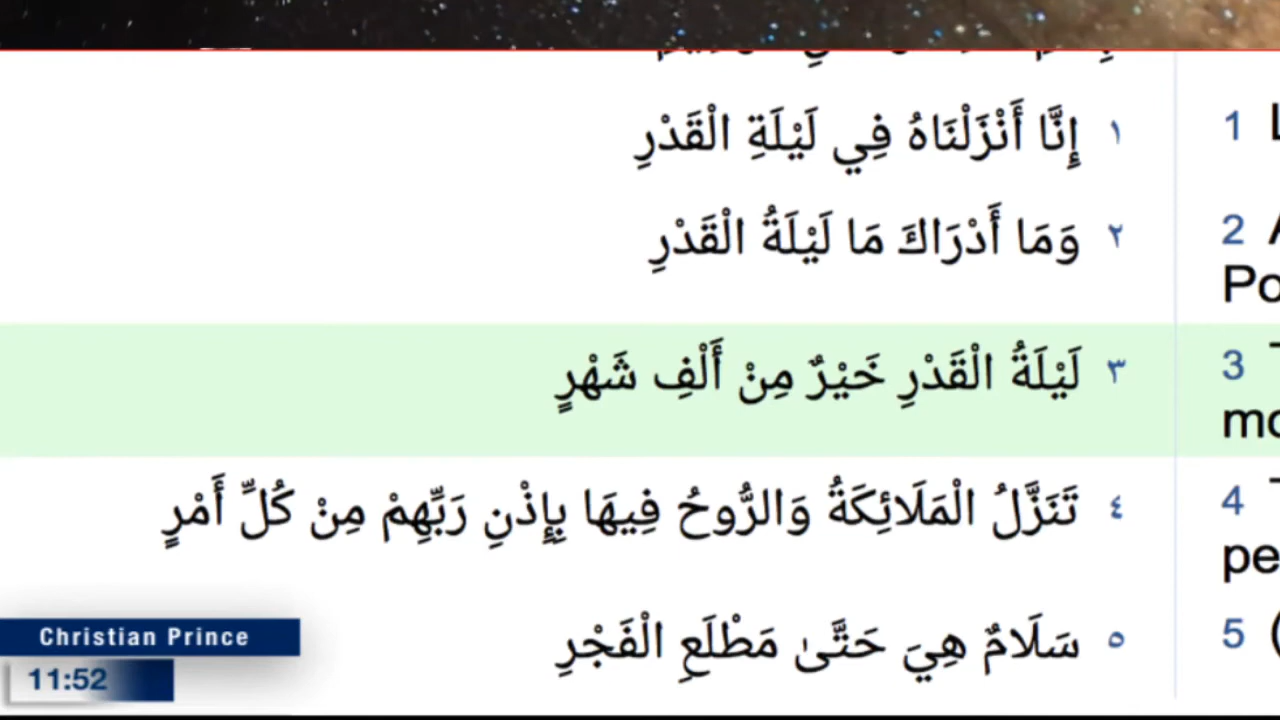 إِنَّا أَنْزَلْنَاهُ فِي لَيْلَةِ الْقَدْرِ ١
1
وَمَا أَدْرَاكَ مَا لَيْلَةُ الْقَدْرِ ٢
2 A
Po
لَيْلَةُ الْقَدْرِ خَيْرٌ مِنْ أَلْفِ شَهْرٍ ٣
3
mo
تَنَزَّلُ الْمَلَائِكَةُ وَالرُّوحُ فِيهَا بِإِذْنِ رَبِّهِمْ مِنْ كُلِّ أَمْرٍ ٤
4
pe
سَلَامٌ هِيَ حَتَّىٰ مَطْلَعِ الْفَجْرِ ٥
5 (
Christian Prince
11:52